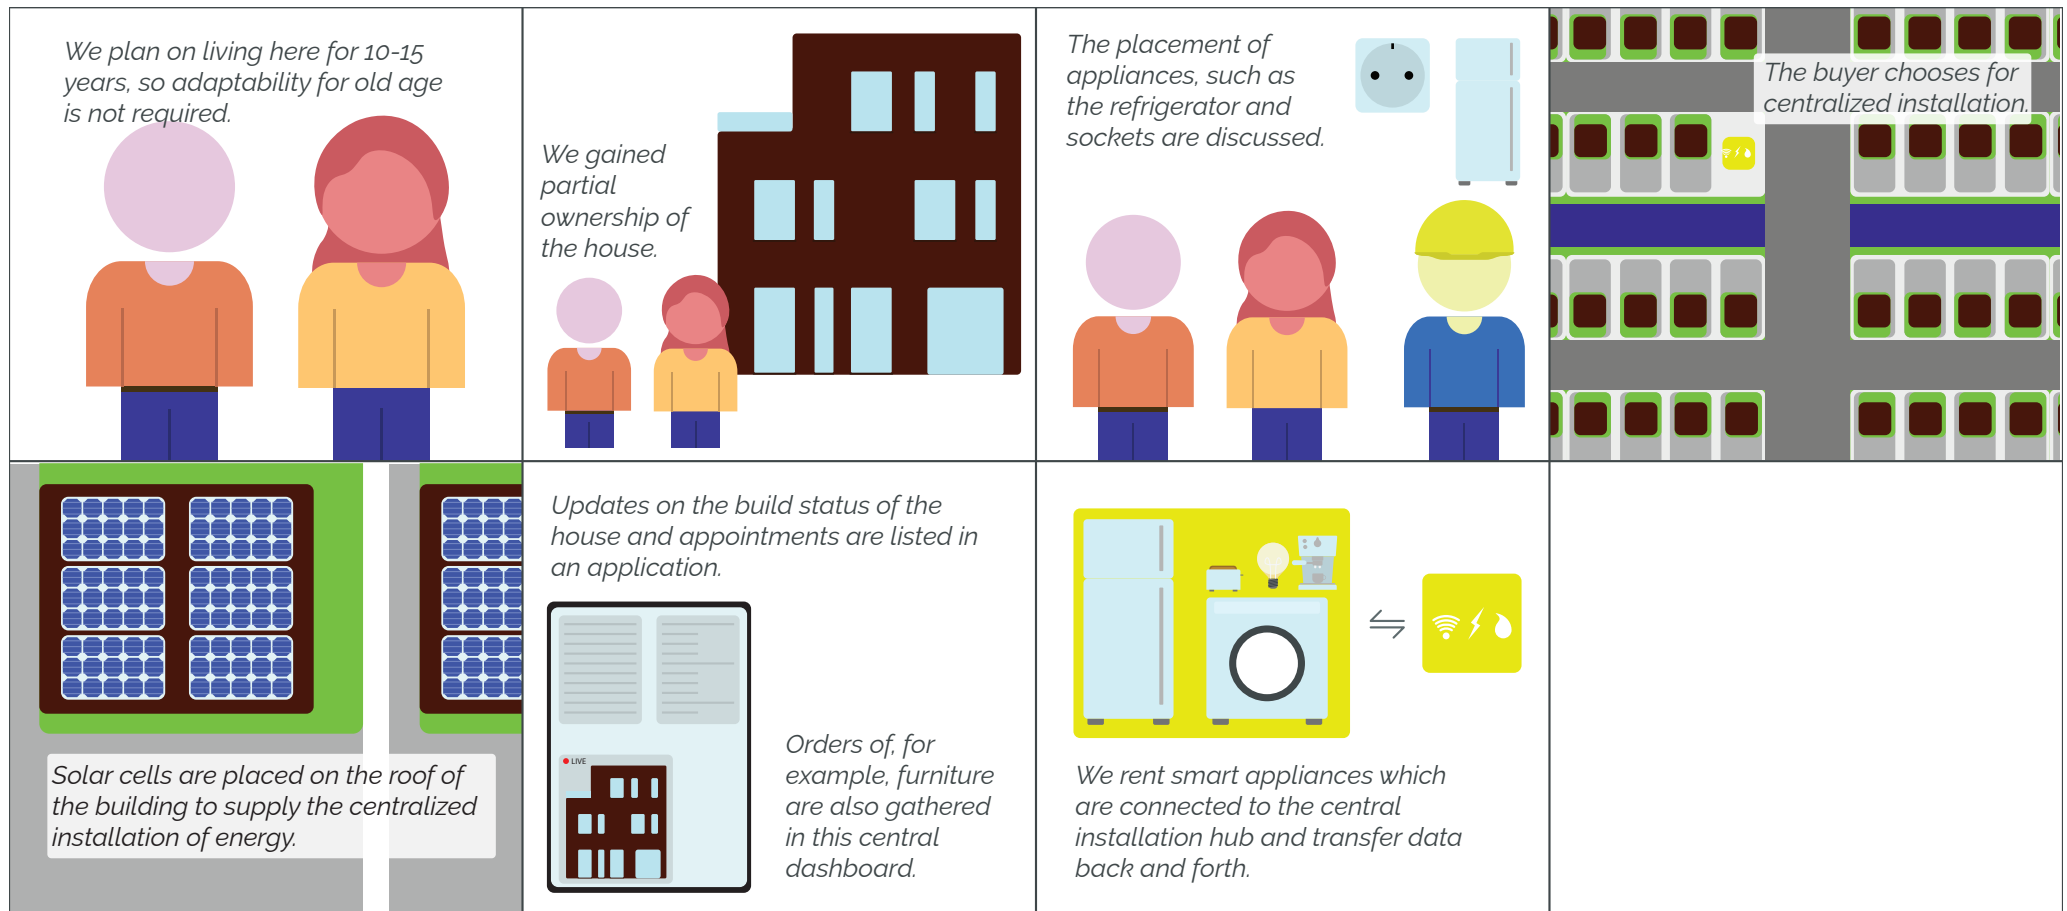 We plan on living here for 10-15
years, so adaptability for old age
is not required.
We gained
partial
ownership of
the house.
The placement of
appliances, such as
the refrigerator and
sockets are discussed.
The buyer chooses for
centralized installation.
Solar cells are placed on the roof of
the building to supply the centralized
installation of energy.
Updates on the build status of the
house and appointments are listed in
an application.
LIVE
Orders of, for
example, furniture
are also gathered
in this central
dashboard.
We rent smart appliances which
are connected to the central
installation hub and transfer data
back and forth.